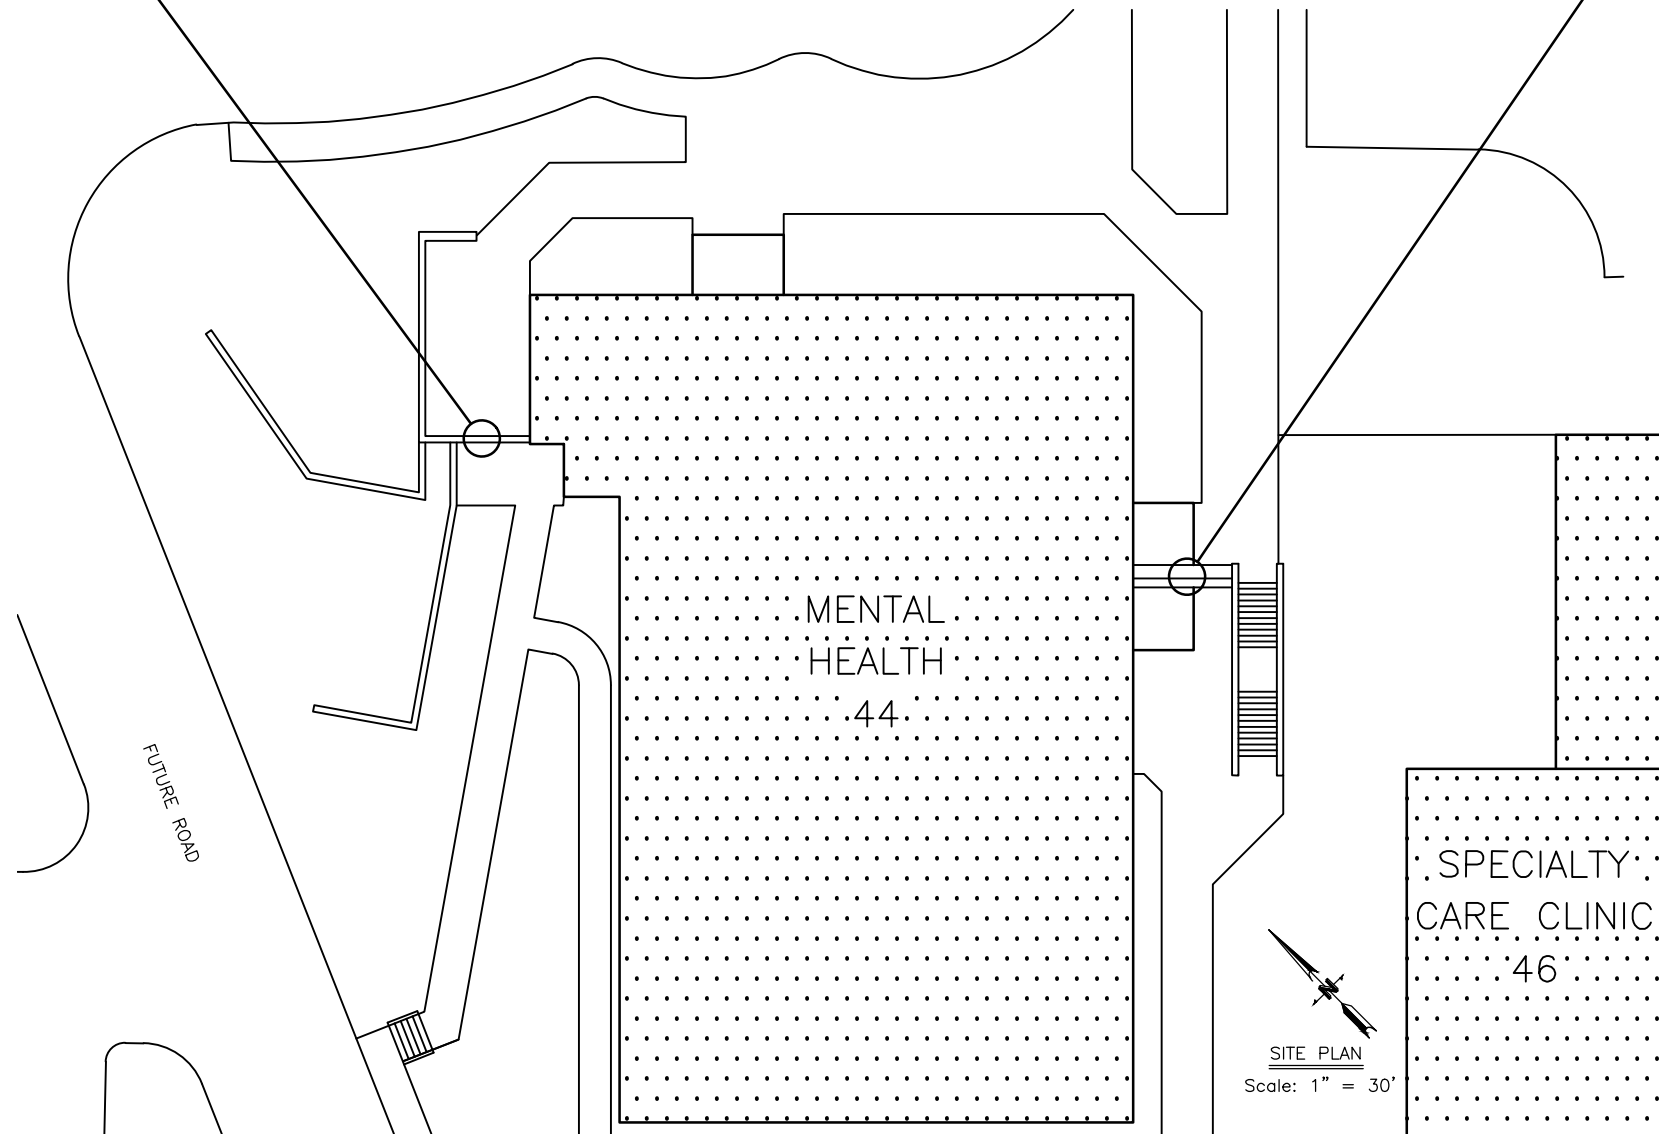 MENTAL
HEALTH
44
FUTURE ROAD
SPECIALTY
CARE CLINIC
46
N
SITE PLAN
Scale: 1" = 30'